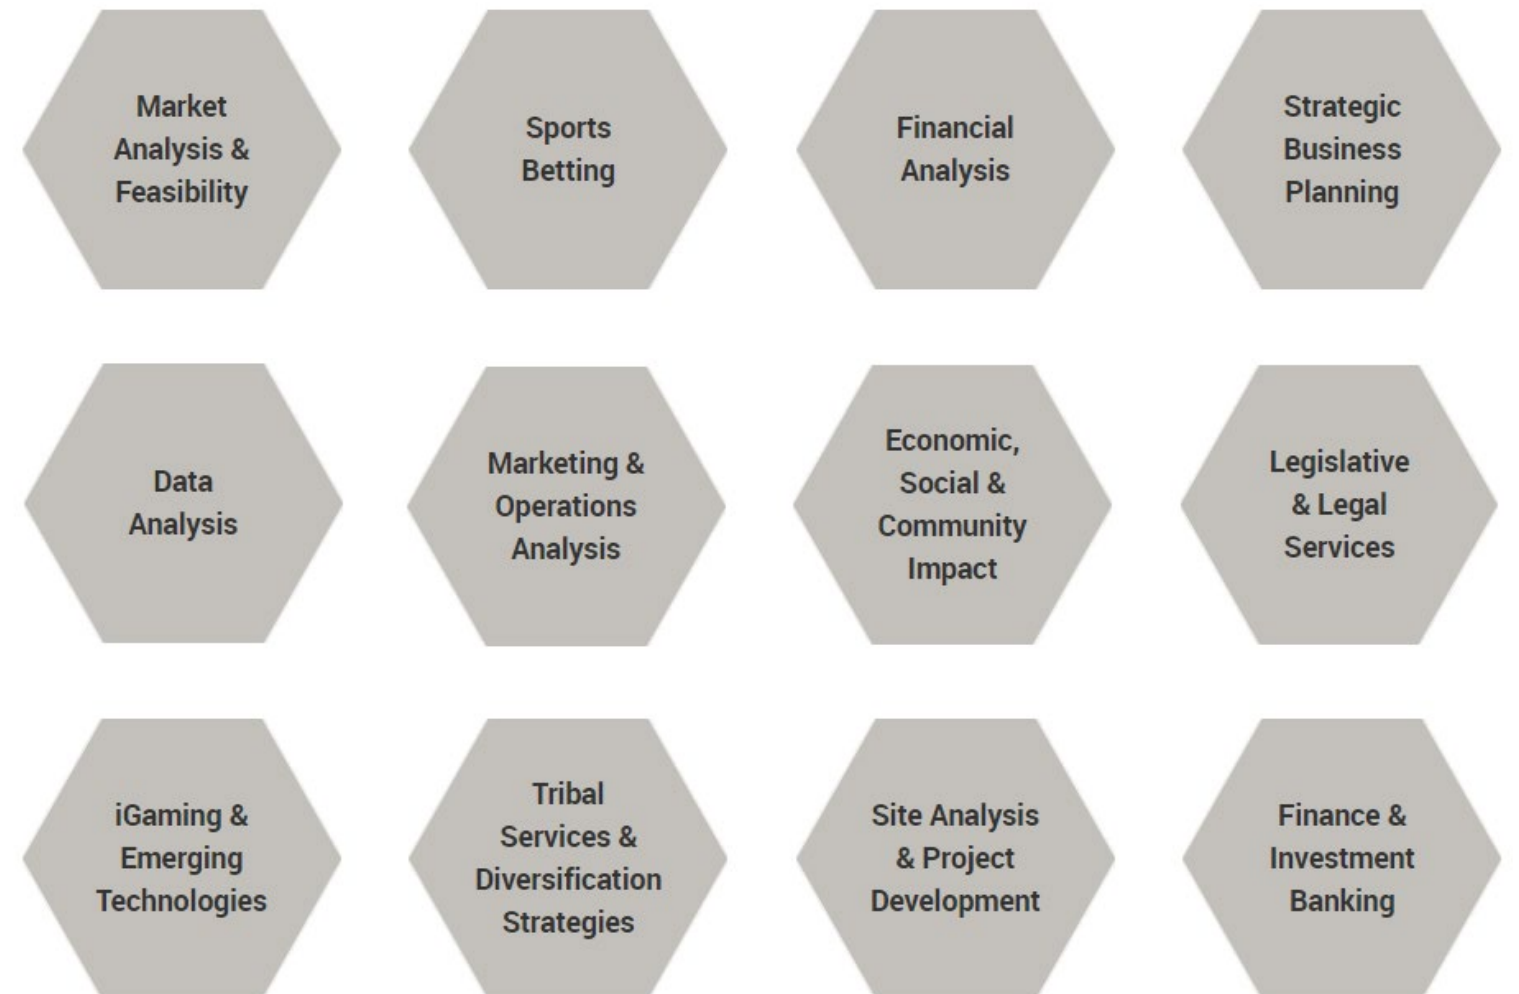 Market
Analysis &
Feasibility
Sports
Betting
Financial
Analysis
Strategic
Business
Planning
Data
Analysis
Marketing &
Operations
Analysis
Economic,
Social &
Community
Impact
Legislative
& Legal
Services
iGaming &
Emerging
Technologies
Tribal
Services &
Diversification
Strategies
Site Analysis
& Project
Development
Finance &
Investment
Banking